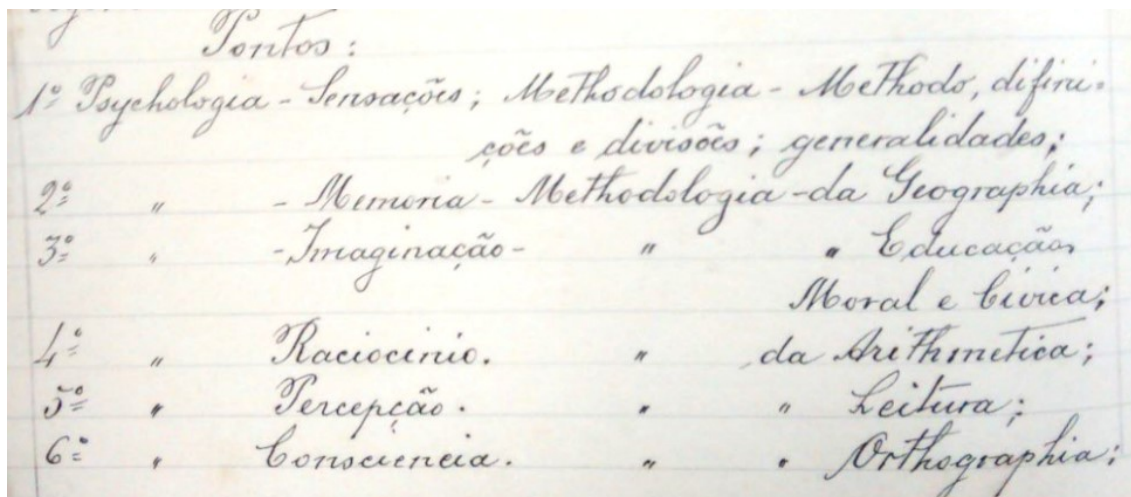 Pontos:
1º Psychologia - Sensações; Methodologia - Methodo, difini-
ções e divisões; generalidades;
2º " - Memoria - Methodologia - da Geographia;
3º " - Imaginação - " " Educação
Moral e Civica;
4º " Raciocinio. " da Arithmetica;
5º " Percepção. " " Leitura;
6º " Consciencia. " " Orthographia;